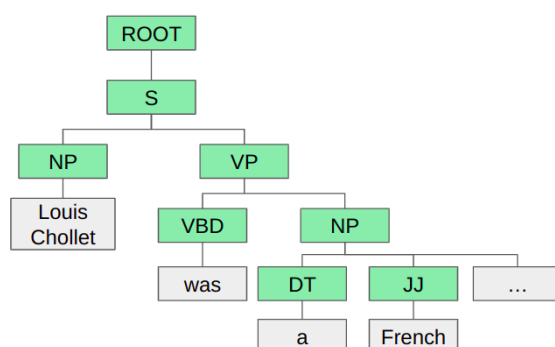 ROOT
S
NP VP
Louis
Chollet
VBD NP
was DT JJ ...
a French